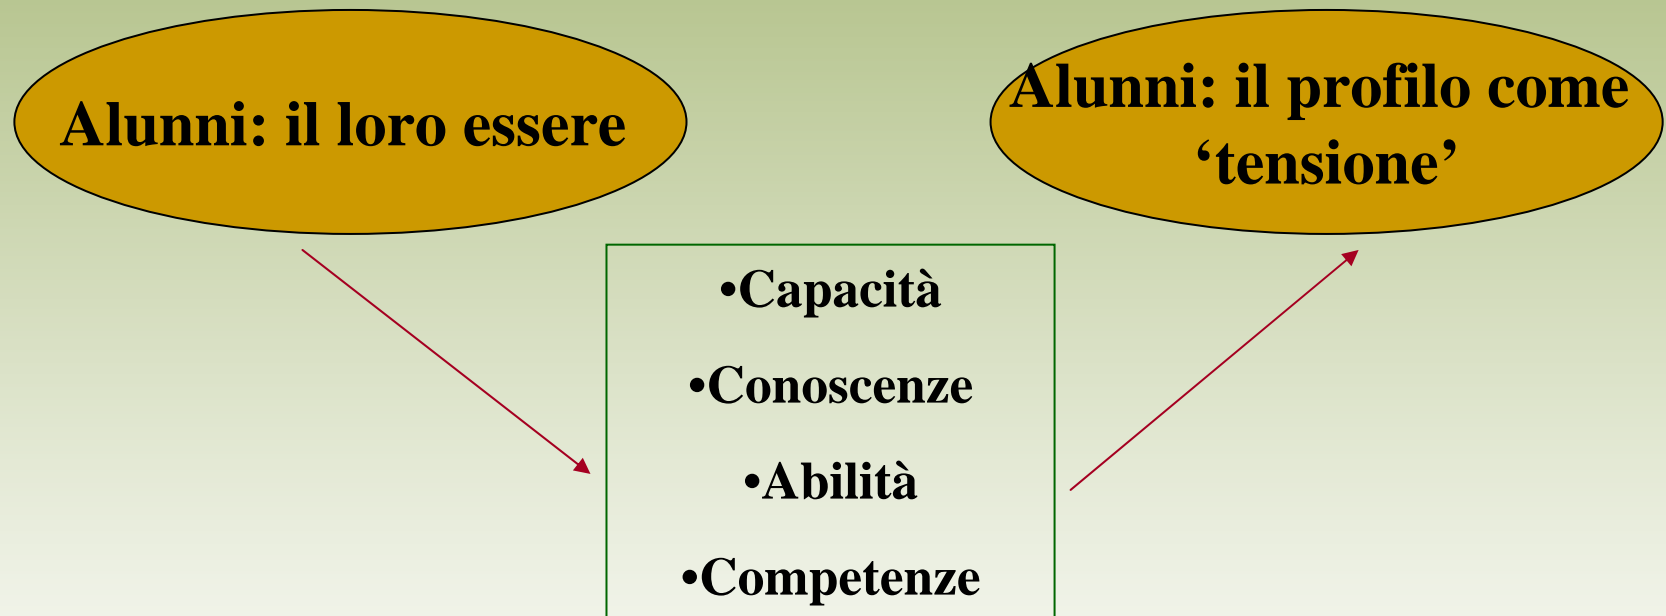 Alunni: il loro essere
Alunni: il profilo come
‘tensione’
•Capacità
•Conoscenze
•Abilità
•Competenze